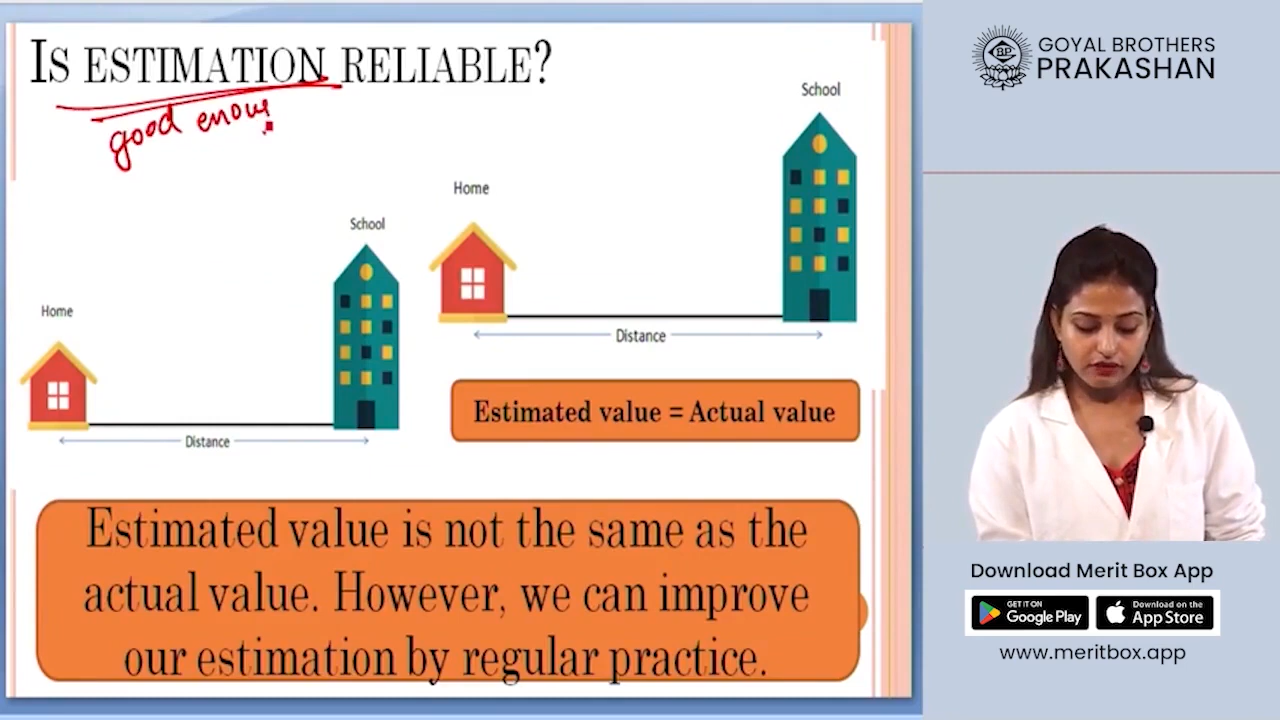 IS ESTIMATION RELIABLE?
good enou
School
Home
Distance
School
Home
Distance
Estimated value = Actual value
Estimated value is not the same as the
actual value. However, we can improve
our estimation by regular practice.
GOYAL BROTHERS
PRAKASHAN
Download Merit Box App
GET IT ON
Google Play
Download on the
App Store
www.meritbox.app